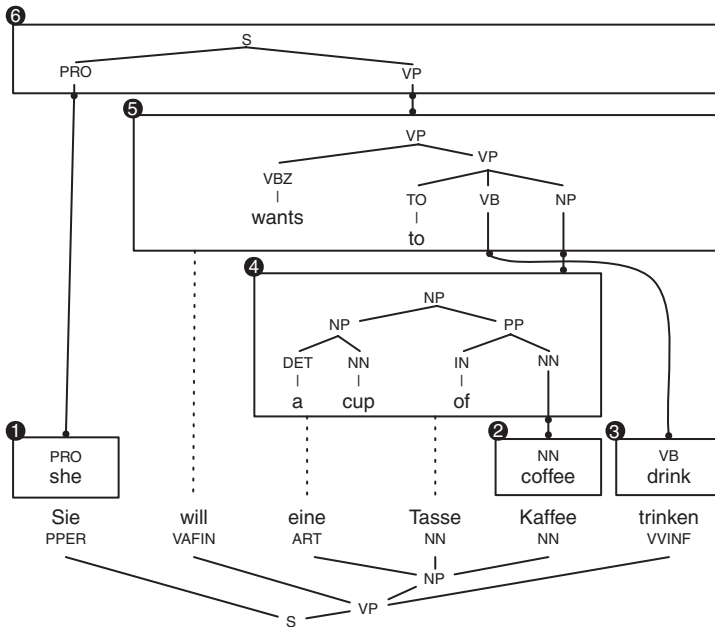 6
S
PRO VP
5
VP
VP
VBZ
TO VB NP
wants
to
4
NP
NP PP
DET NN IN NN
a cup of
1 2 3
PRO NN VB
she coffee drink
Sie will eine Tasse Kaffee trinken
PPER VAFIN ART NN NN VVINF
NP
VP
S